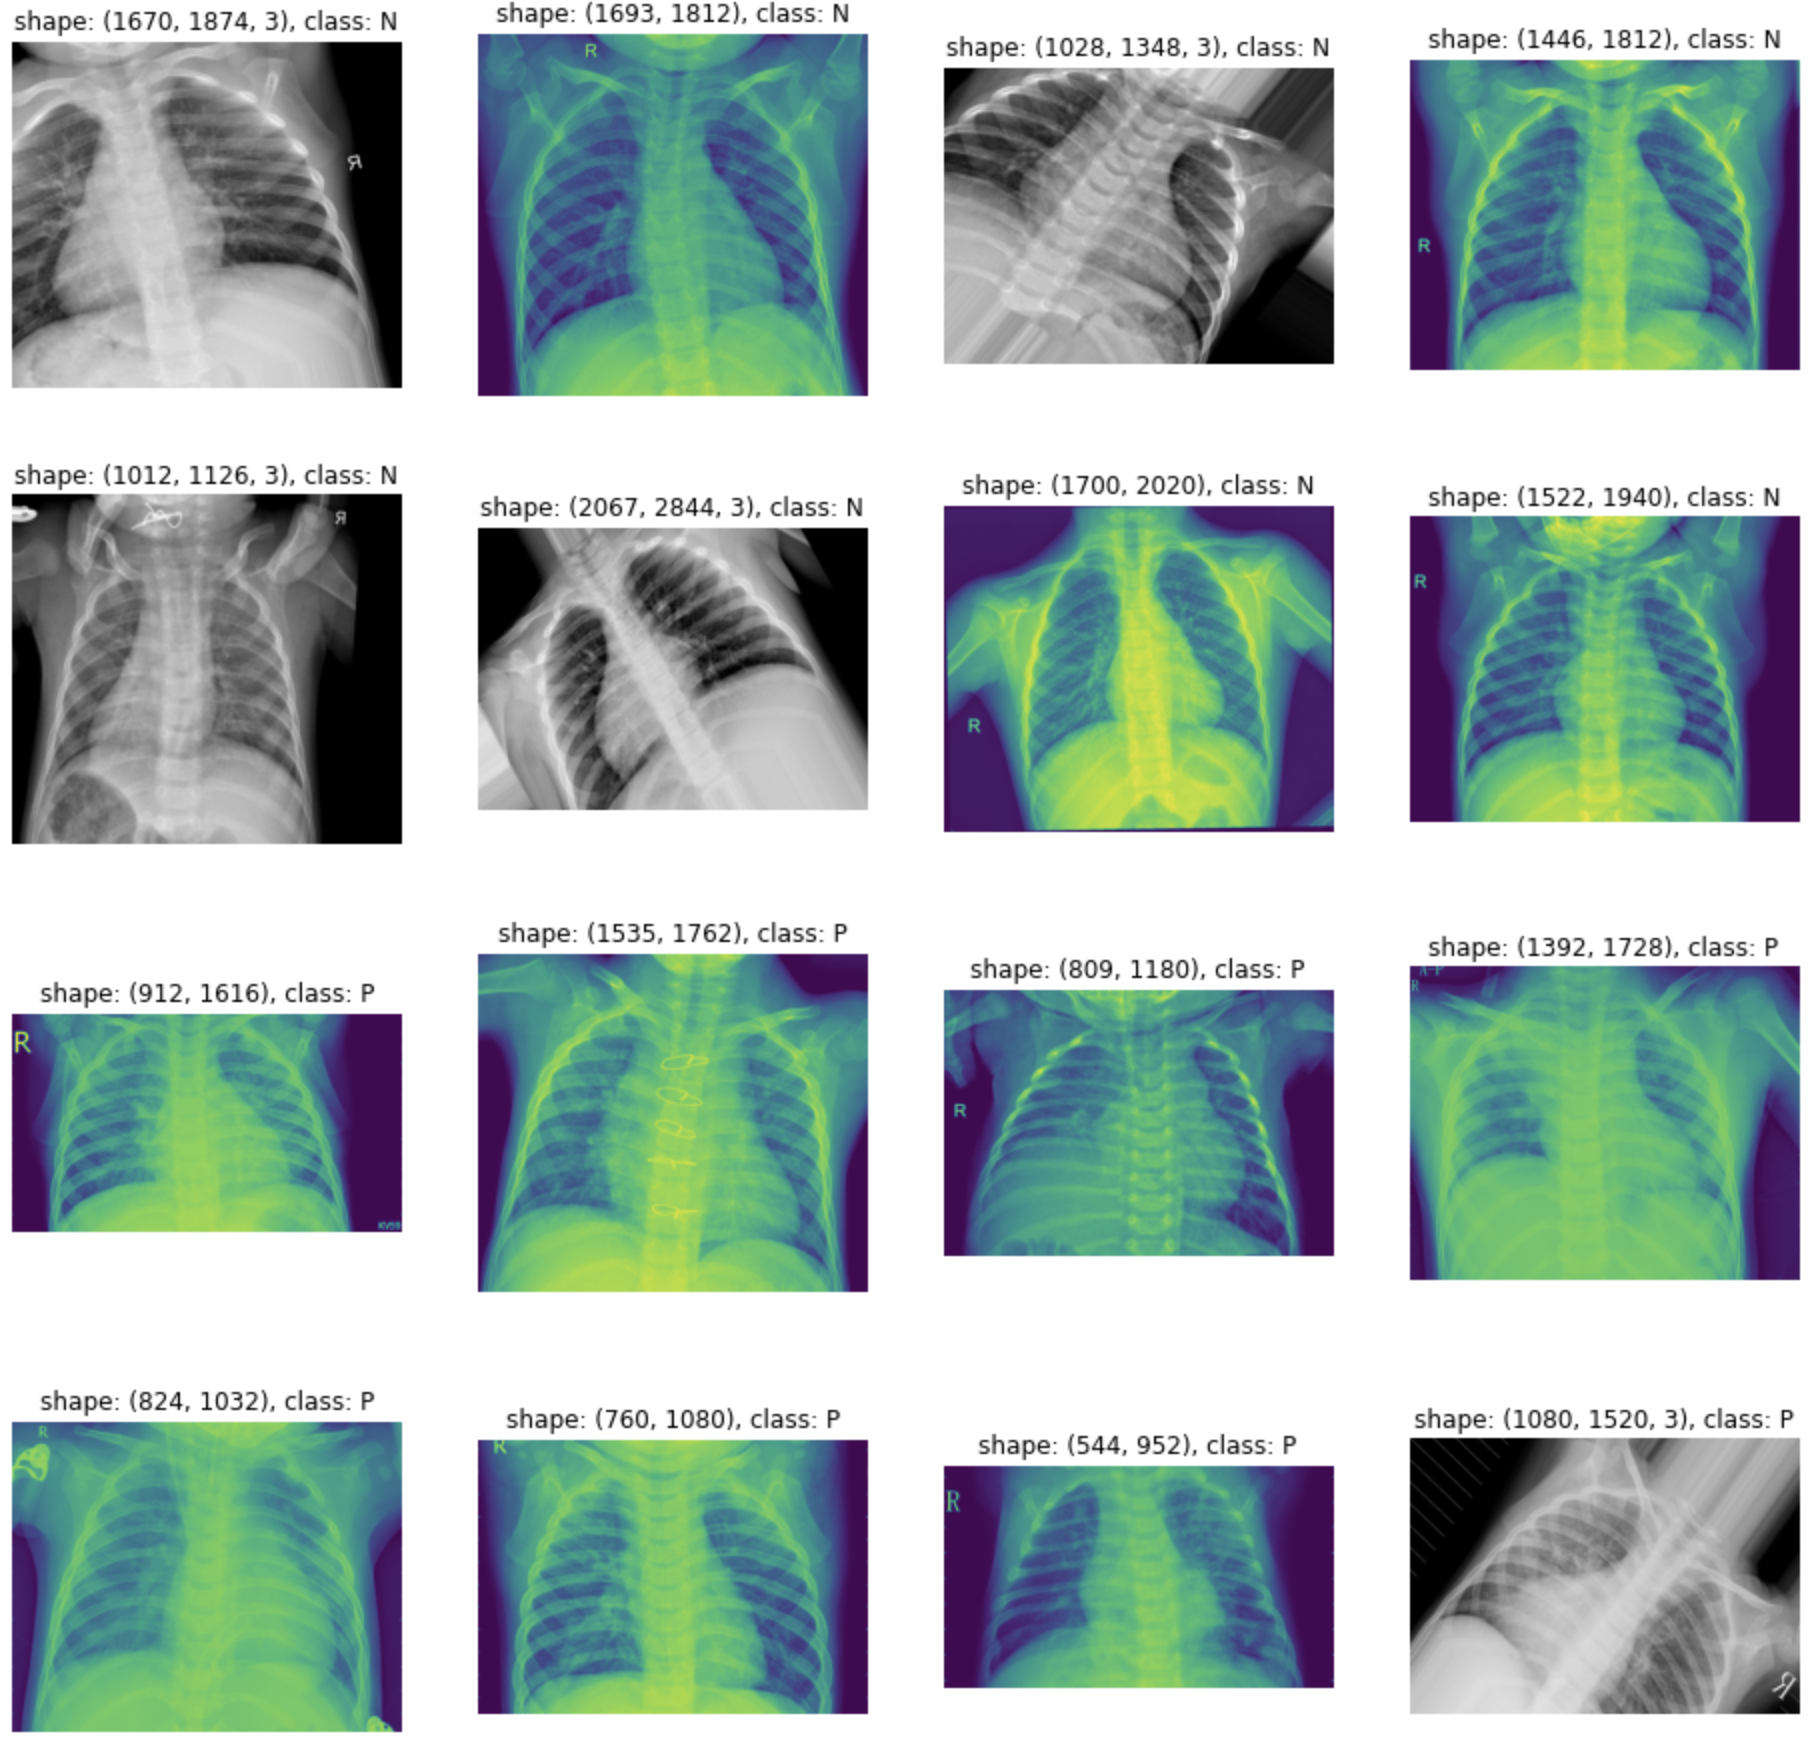 shape: (1670, 1874, 3), class: N
shape: (1693, 1812), class: N
shape: (1028, 1348, 3), class: N
shape: (1446, 1812), class: N
R
R
R
R
shape: (1012, 1126, 3), class: N
shape: (2067, 2844, 3), class: N
shape: (1700, 2020), class: N
shape: (1522, 1940), class: N
R
R
R
shape: (912, 1616), class: P
shape: (1535, 1762), class: P
shape: (809, 1180), class: P
shape: (1392, 1728), class: P
R
R
A-P
R
shape: (824, 1032), class: P
shape: (760, 1080), class: P
shape: (544, 952), class: P
shape: (1080, 1520, 3), class: P
R
R
R
R